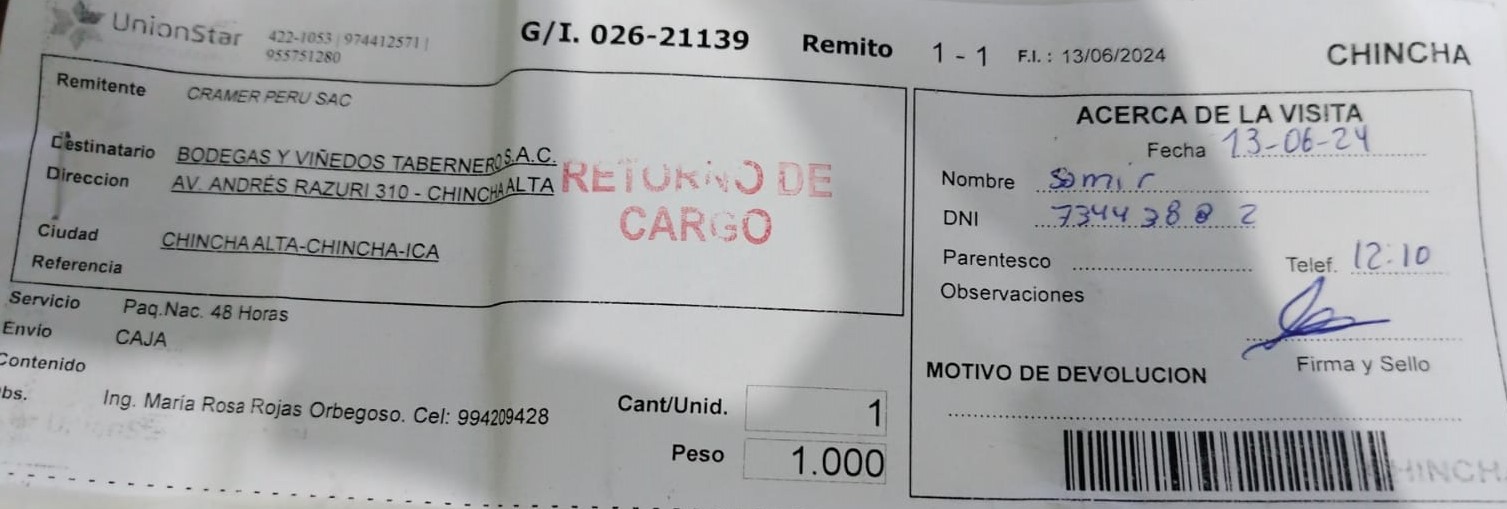 UnionStar 422-1053 | 974412571 |
955751280
G/I. 026-21139 Remito 1 - 1 F.I. : 13/06/2024 CHINCHA
Remitente CRAMER PERU SAC
Destinatario BODEGAS Y VIÑEDOS TABERNERO S.A.C.
Direccion AV. ANDRÉS RAZURI 310 - CHINCHA ALTA
Ciudad CHINCHA ALTA-CHINCHA-ICA
Referencia
RETORNO DE
CARGO
Servicio Paq.Nac. 48 Horas
Envio CAJA
Contenido
bs. Ing. María Rosa Rojas Orbegoso. Cel: 994209428
Cant/Unid. 1
Peso 1.000
ACERCA DE LA VISITA
Fecha 13-06-24
Nombre Samir
DNI 73443882
Parentesco Telef. 12:10
Observaciones
Firma y Sello
MOTIVO DE DEVOLUCION